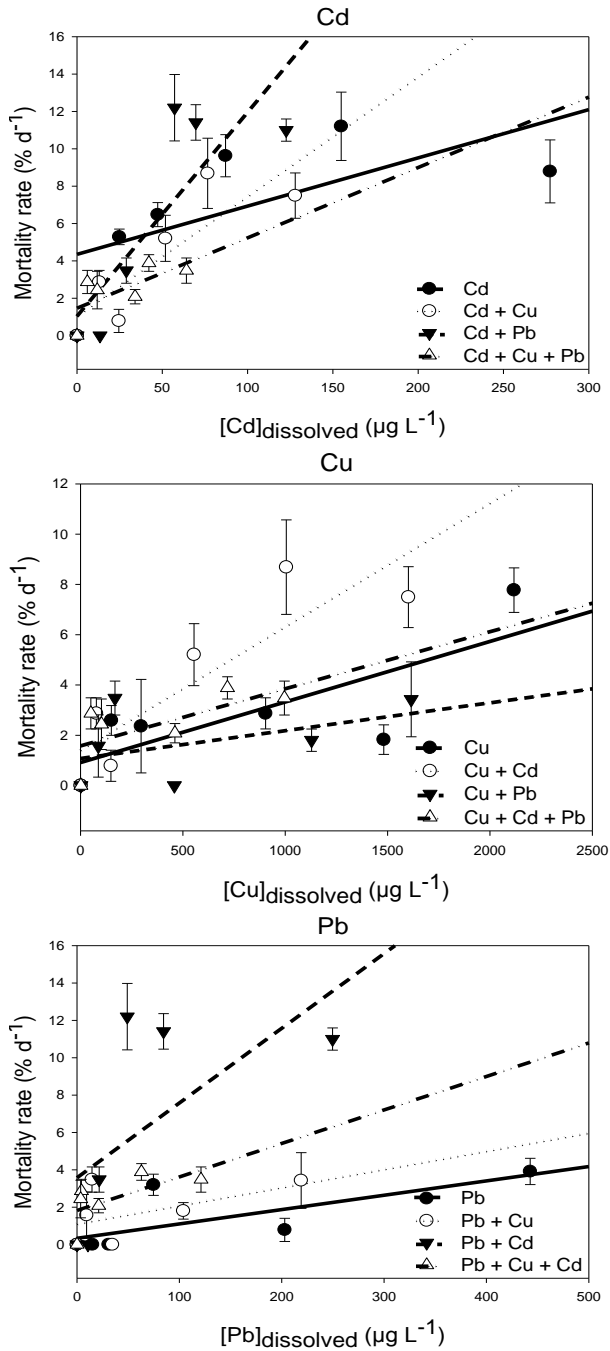 Cd
16
14
12
10
8
6
4
2
0
Mortality rate (% d⁻¹)
Cd
Cd + Cu
Cd + Pb
Cd + Cu + Pb
0 50 100 150 200 250 300
[Cd]dissolved (µg L⁻¹)
Cu
12
10
8
6
4
2
0
Mortality rate (% d⁻¹)
Cu
Cu + Cd
Cu + Pb
Cu + Cd + Pb
0 500 1000 1500 2000 2500
[Cu]dissolved (µg L⁻¹)
Pb
16
14
12
10
8
6
4
2
0
Mortality rate (% d⁻¹)
Pb
Pb + Cu
Pb + Cd
Pb + Cu + Cd
0 100 200 300 400 500
[Pb]dissolved (µg L⁻¹)